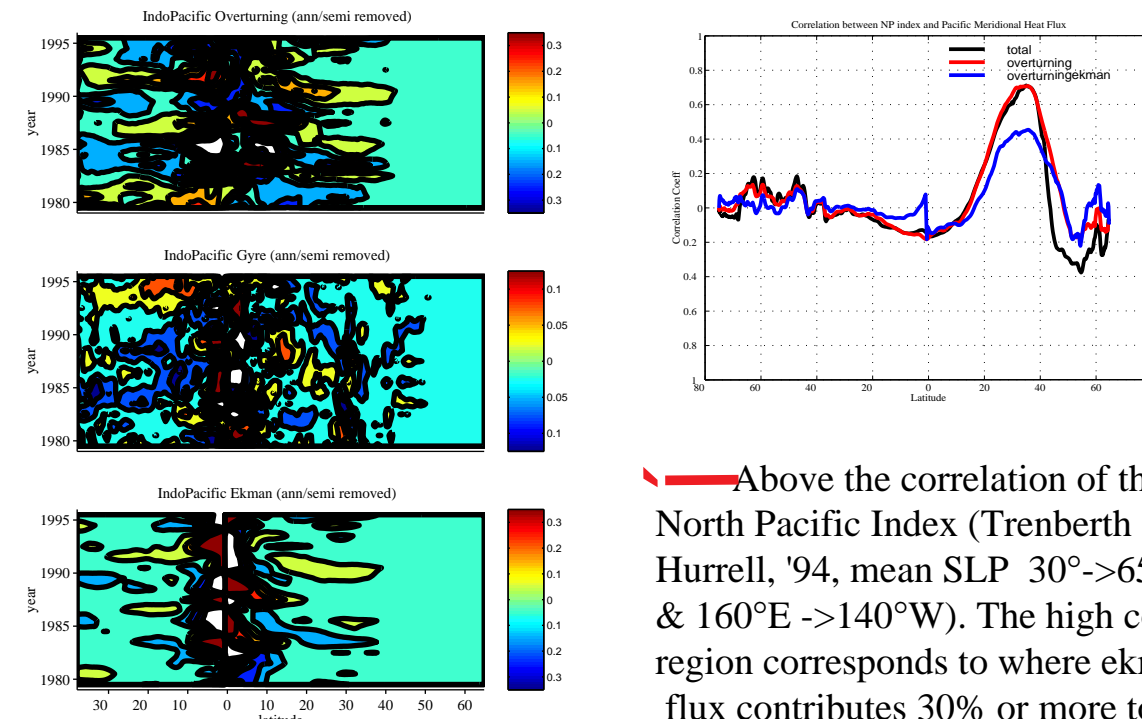 IndoPacific Overturning (ann/semi removed)
1995
1990
1985
1980
year
0.3
0.2
0.1
0
0.1
0.2
0.3
IndoPacific Gyre (ann/semi removed)
1995
1990
1985
1980
year
0.1
0.05
0
0.05
0.1
IndoPacific Ekman (ann/semi removed)
1995
1990
1985
1980
year
0.3
0.2
0.1
0
0.1
0.2
0.3
30 20 10 0 10 20 30 40 50 60
latitude
Correlation between NP index and Pacific Meridional Heat Flux
total
overturning
overturningekman
1
0.8
0.6
0.4
0.2
0
0.2
0.4
0.6
0.8
1
Corrdlation Coeff
80 60 40 20 0 20 40 60
Latitude
Above the correlation of th
North Pacific Index (Trenberth
Hurrell, '94, mean SLP 30°->65
& 160°E ->140°W). The high c
region corresponds to where ek
flux contributes 30% or more to